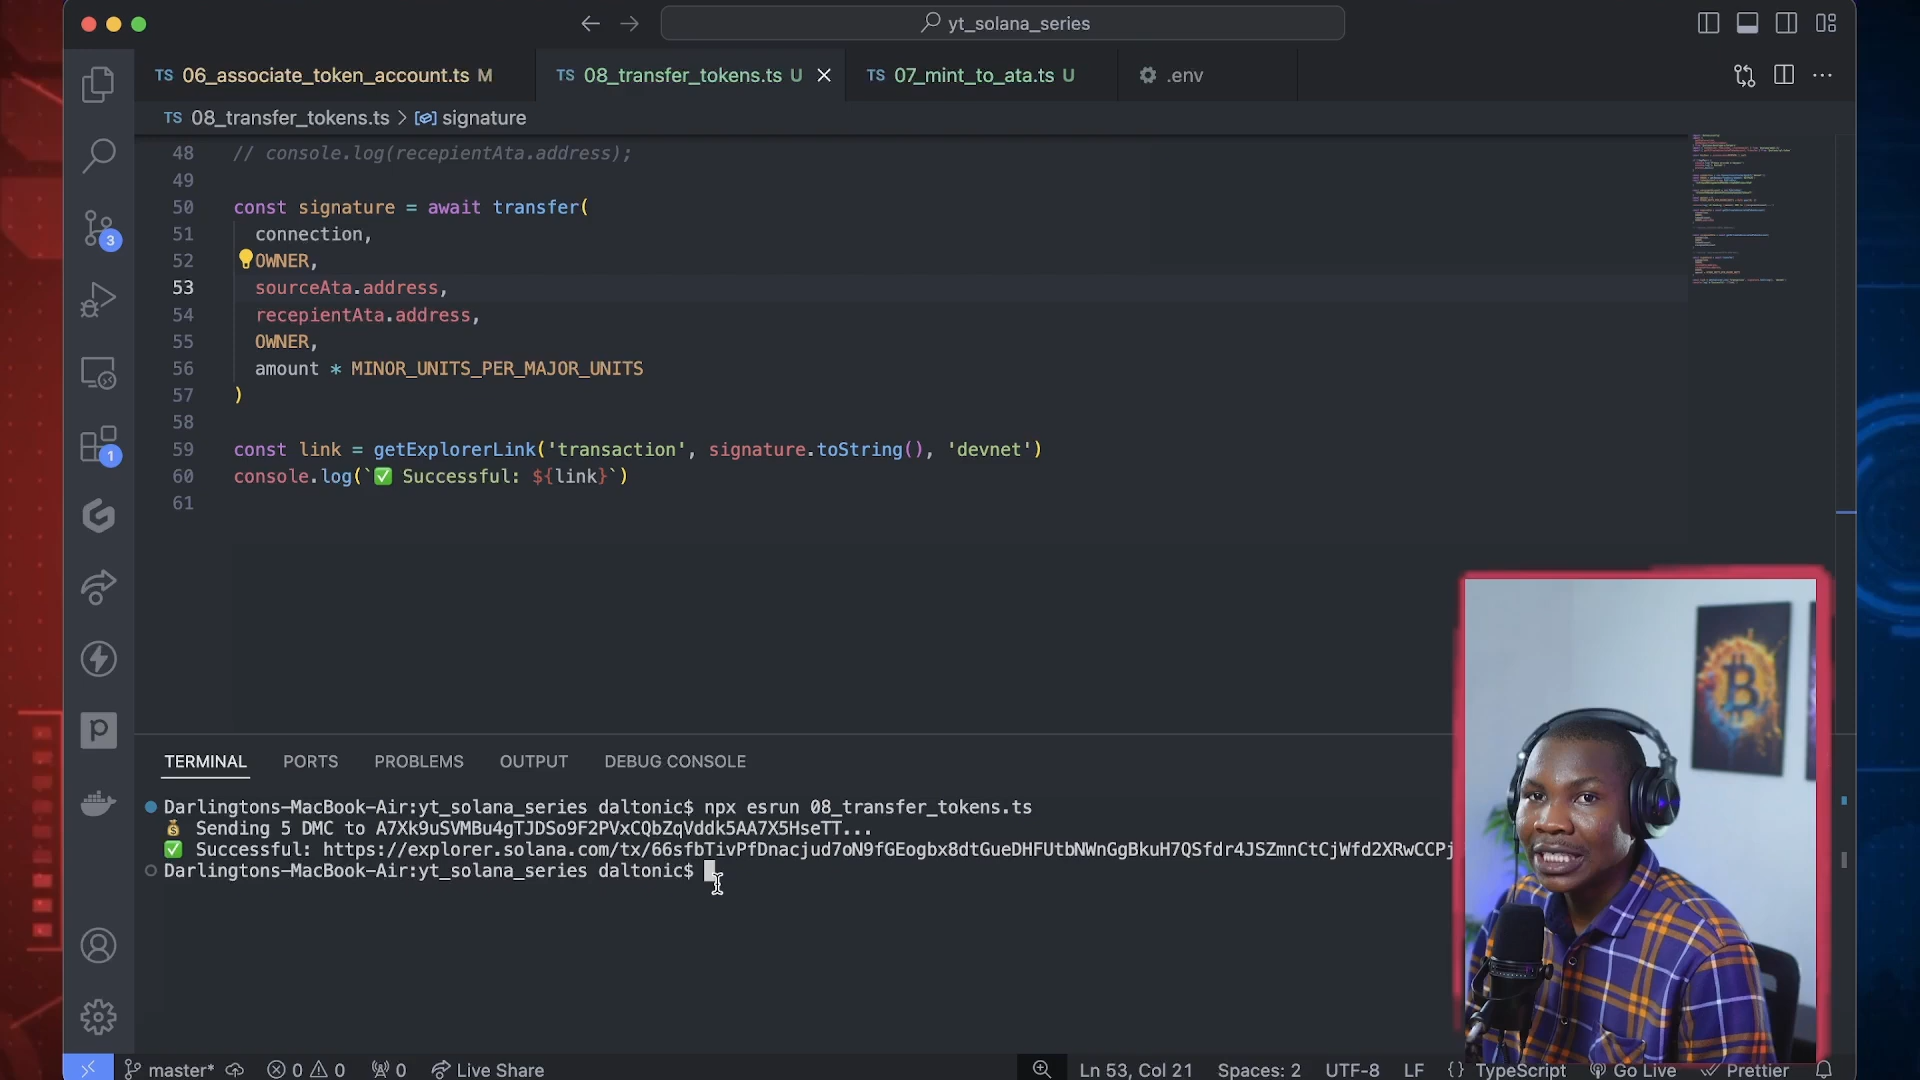 yt_solana_series
TS 06_associate_token_account.ts M
TS 08_transfer_tokens.ts U
TS 07_mint_to_ata.ts U
.env
TS 08_transfer_tokens.ts > signature
48 // console.log(recepientAta.address);
49
50 const signature = await transfer(
51 connection,
52 OWNER,
53 sourceAta.address,
54 recepientAta.address,
55 OWNER,
56 amount * MINOR_UNITS_PER_MAJOR_UNITS
57 )
58
59 const link = getExplorerLink('transaction', signature.toString(), 'devnet')
60 console.log(`✅ Successful: ${link}`)
61
3
1
TERMINAL PORTS PROBLEMS OUTPUT DEBUG CONSOLE
Darlingtons-MacBook-Air:yt_solana_series daltonic$ npx esrun 08_transfer_tokens.ts
💰 Sending 5 DMC to A7Xk9uSVMBu4gTJDSo9F2PVxCQbZqVddk5AA7X5HseTT...
✅ Successful: https://explorer.solana.com/tx/66sfbTivPfDnacjud7oN9fGEogbx8dtGueDHFUtbNWnGgBkuH7QSfdr4JSZmnCtCjWfd2XRwCCPj
Darlingtons-MacBook-Air:yt_solana_series daltonic$
master* 0 0 0 Live Share
Ln 53, Col 21 Spaces: 2 UTF-8 LF {} TypeScript Go Live Prettier